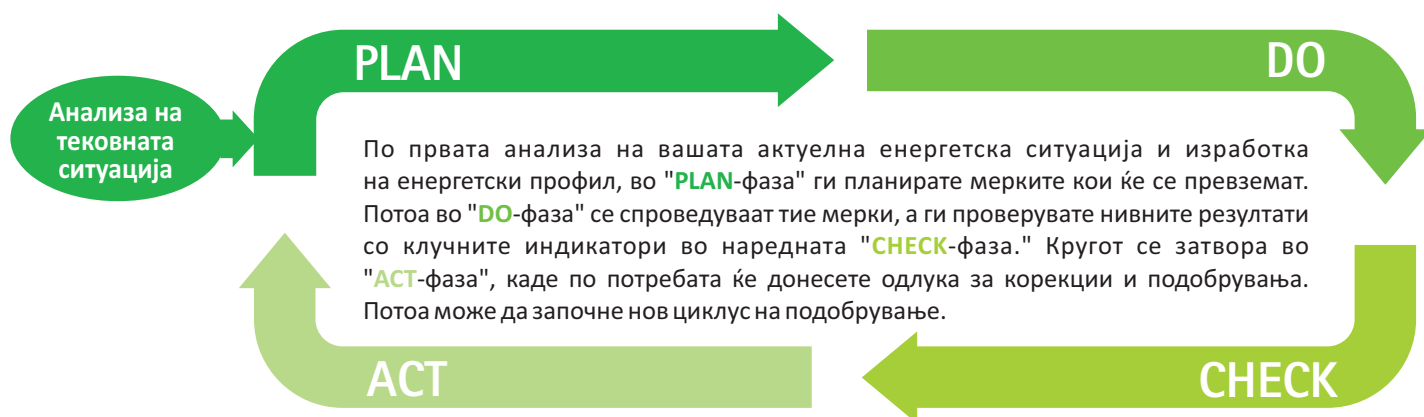 PLAN
DO
Анализа на
тековната
ситуација
По првата анализа на вашата актуелна енергетска ситуација и изработка
на енергетски профил, во "PLAN-фаза" ги планирате мерките кои ќе се превземат.
Потоа во "DO-фаза" се спроведуваат тие мерки, а ги проверувате нивните резултати
со клучните индикатори во наредната "CHECK-фаза." Кругот се затвора во
"ACT-фаза", каде по потребата ќе донесете одлука за корекции и подобрувања.
Потоа може да започне нов циклус на подобрување.
ACT
CHECK